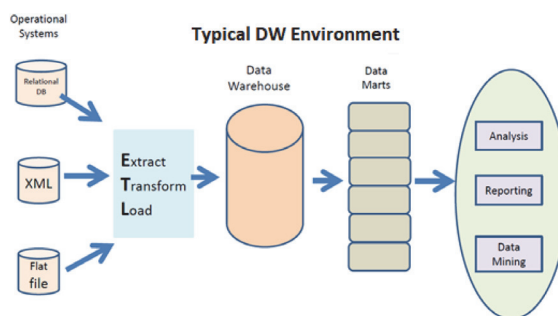 Operational
Systems
Typical DW Environment
Relational
DB
XML
Flat
file
Extract
Transform
Load
Data
Warehouse
Data
Marts
Analysis
Reporting
Data
Mining